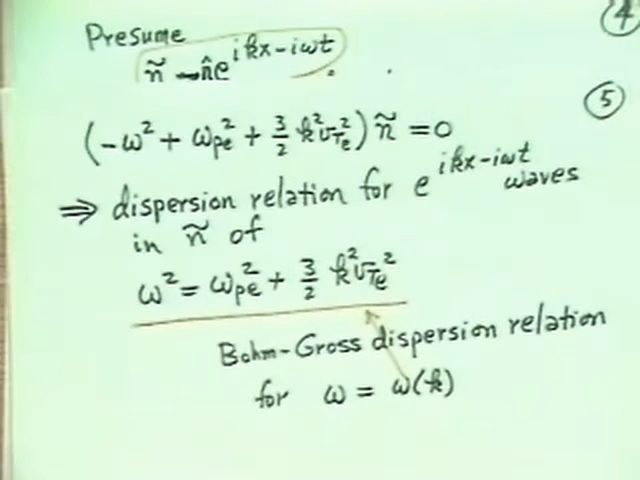 ④
Presume
ñ ~ n̂e^{ikx-iωt}
⑤
(-ω² + ω_pe² + 3/2 k²v_Te²) ñ = 0
⇒ dispersion relation for e^{ikx-iωt} waves
in ñ of
ω² = ω_pe² + 3/2 k²v_Te²
Bohm-Gross dispersion relation
for ω = ω(k)